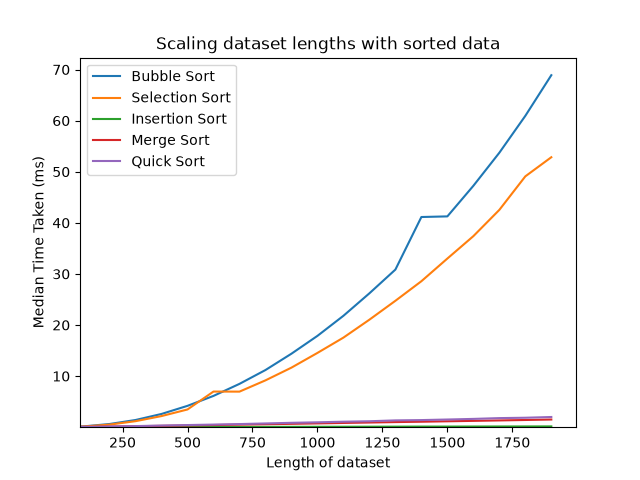 Scaling dataset lengths with sorted data
Bubble Sort
Selection Sort
Insertion Sort
Merge Sort
Quick Sort
Median Time Taken (ms)
70
60
50
40
30
20
10
250
500
750
1000
1250
1500
1750
Length of dataset